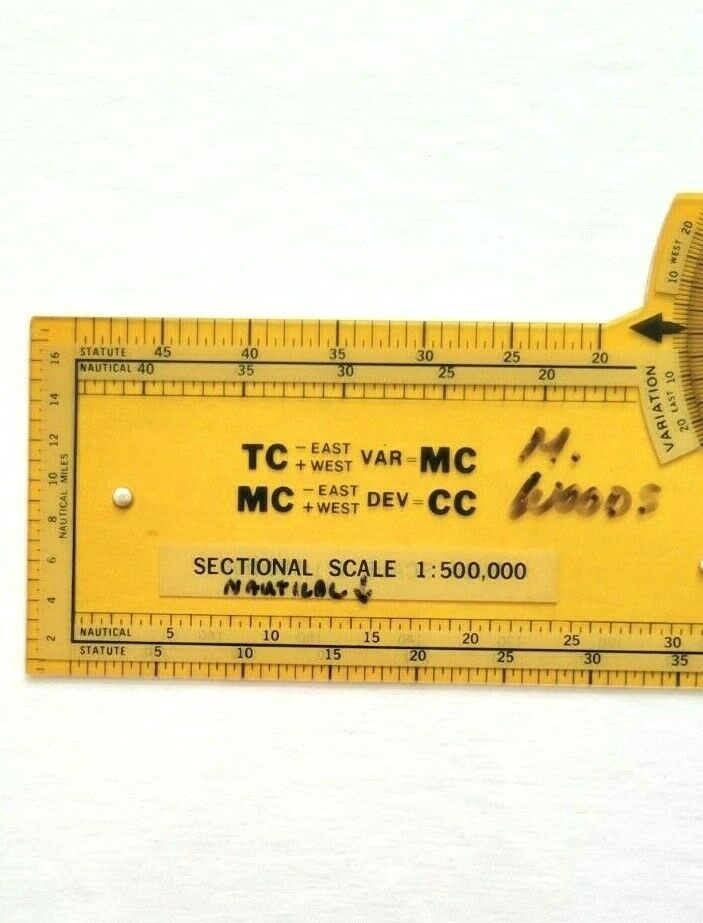 20
10 WEST
45 40 35 30 25 20
STATUTE
NAUTICAL 40 35 30 25 20
VARIATION
20 EAST 10
16
14
12
10
8
6
4
2
NAUTICAL MILES
TC - EAST + WEST VAR = MC
MC - EAST + WEST DEV = CC
M.
WOODS
SECTIONAL SCALE 1:500,000
NAUTICAL ↓
NAUTICAL 5 10 15 20 25 30
STATUTE 5 10 15 20 25 30 35